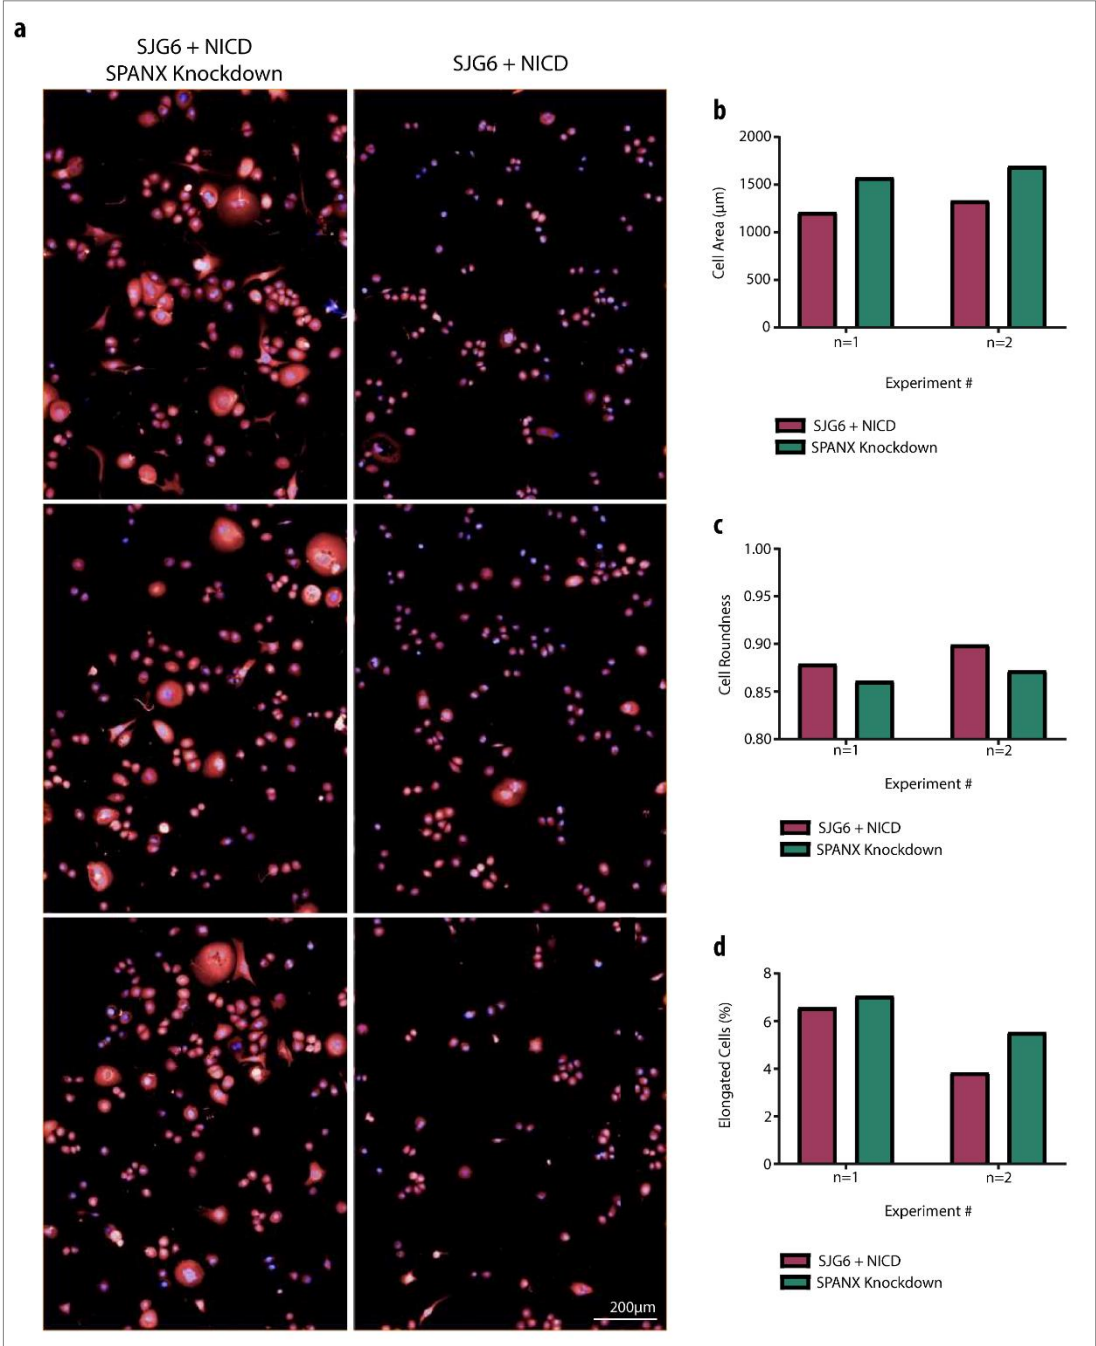 a
SJG6 + NICD
SPANX Knockdown
SJG6 + NICD
200µm
b
2000
1500
1000
500
0
Cell Area (µm)
n=1
n=2
Experiment #
SJG6 + NICD
SPANX Knockdown
c
1.00
0.95
0.90
0.85
0.80
Cell Roundness
n=1
n=2
Experiment #
SJG6 + NICD
SPANX Knockdown
d
8
6
4
2
0
Elongated Cells (%)
n=1
n=2
Experiment #
SJG6 + NICD
SPANX Knockdown